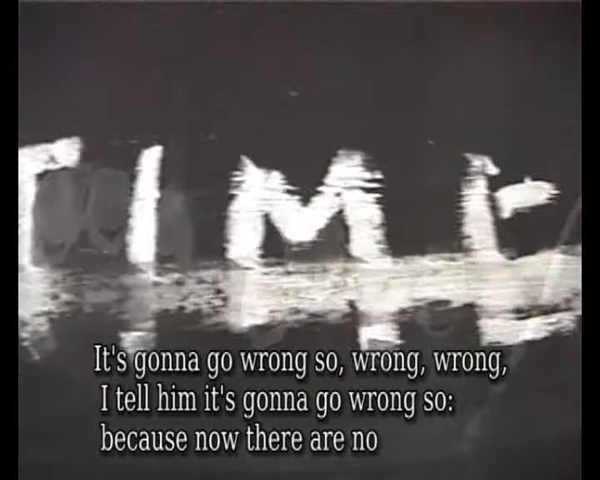 TIME
It's gonna go wrong so, wrong, wrong,
I tell him it's gonna go wrong so:
because now there are no